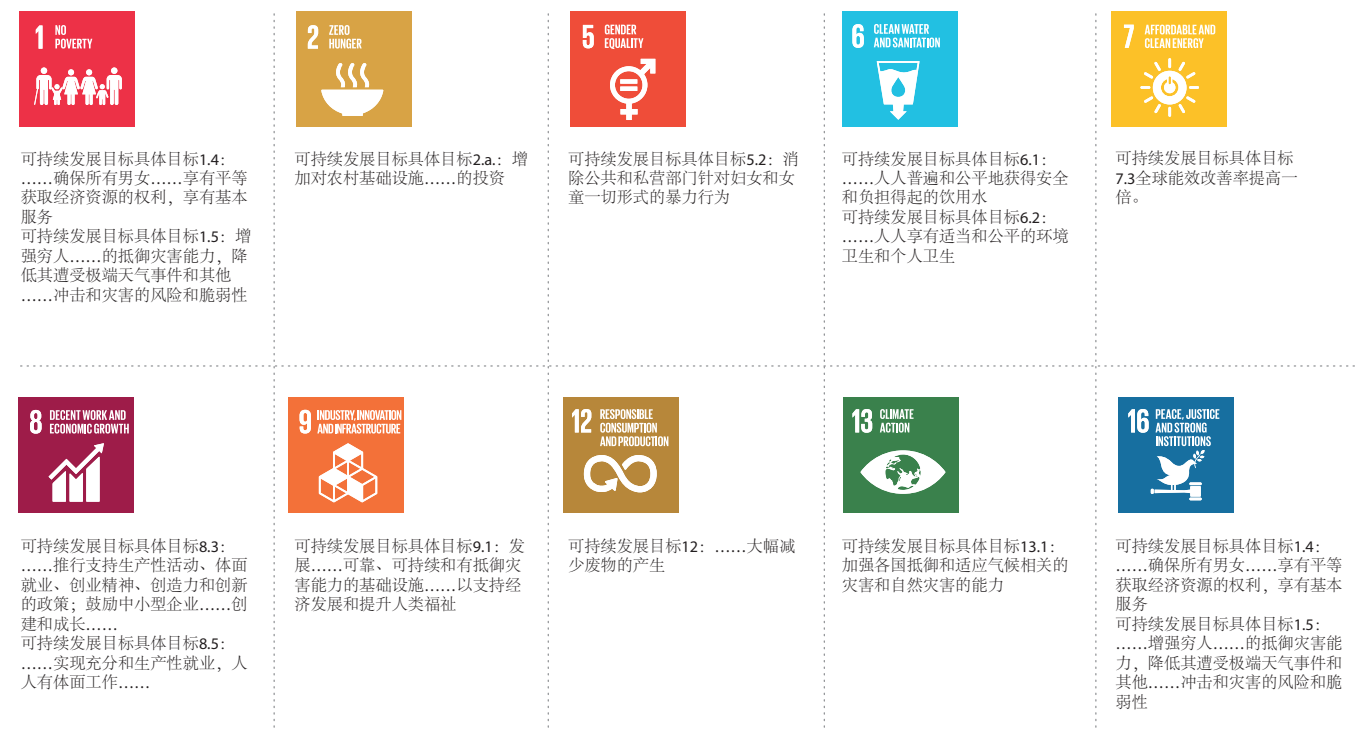 1 NO
POVERTY
可持续发展目标具体目标1.4：
……确保所有男女……享有平等
获取经济资源的权利，享有基本
服务
可持续发展目标具体目标1.5：增
强穷人……的抵御灾害能力，降
低其遭受极端天气事件和其他
……冲击和灾害的风险和脆弱性
2 ZERO
HUNGER
可持续发展目标具体目标2.a.：增
加对农村基础设施……的投资
5 GENDER
EQUALITY
可持续发展目标具体目标5.2：消
除公共和私营部门针对妇女和女
童一切形式的暴力行为
6 CLEAN WATER
AND SANITATION
可持续发展目标具体目标6.1：
……人人普遍和公平地获得安全
和负担得起的饮用水
可持续发展目标具体目标6.2：
……人人享有适当和公平的环境
卫生和个人卫生
7 AFFORDABLE AND
CLEAN ENERGY
可持续发展目标具体目标
7.3全球能效改善率提高一
倍。
8 DECENT WORK AND
ECONOMIC GROWTH
可持续发展目标具体目标8.3：
……推行支持生产性活动、体面
就业、创业精神、创造力和创新
的政策；鼓励中小型企业……创
建和成长……
可持续发展目标具体目标8.5：
……实现充分和生产性就业，人
人有体面工作……
9 INDUSTRY, INNOVATION
AND INFRASTRUCTURE
可持续发展目标具体目标9.1：发
展……可靠、可持续和有抵御灾
害能力的基础设施……以支持经
济发展和提升人类福祉
12 RESPONSIBLE
CONSUMPTION
AND PRODUCTION
可持续发展目标12：……大幅减
少废物的产生
13 CLIMATE
ACTION
可持续发展目标具体目标13.1：
加强各国抵御和适应气候相关的
灾害和自然灾害的能力
16 PEACE, JUSTICE
AND STRONG
INSTITUTIONS
可持续发展目标具体目标1.4：
……确保所有男女……享有平等
获取经济资源的权利，享有基本
服务
可持续发展目标具体目标1.5：
……增强穷人……的抵御灾害能
力，降低其遭受极端天气事件和
其他……冲击和灾害的风险和脆
弱性